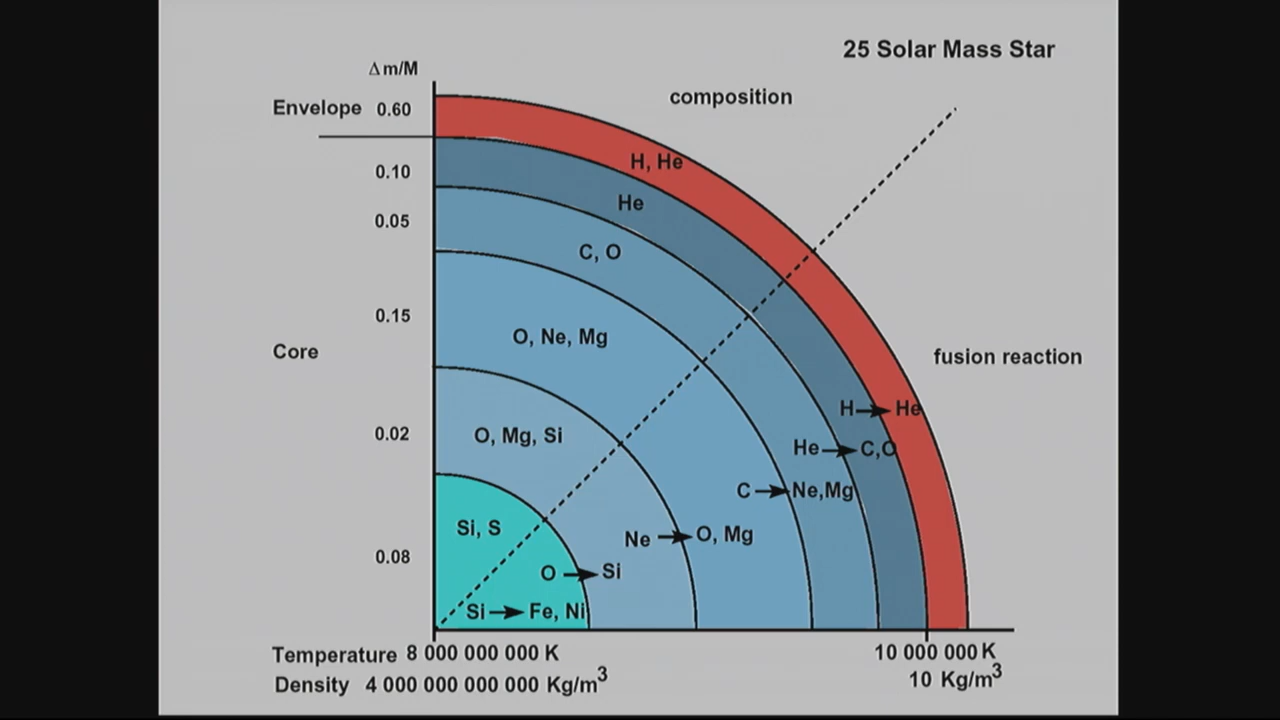 25 Solar Mass Star
Δm/M
composition
Envelope 0.60
H, He
0.10
He
0.05
C, O
0.15
O, Ne, Mg
Core
fusion reaction
H → He
0.02
O, Mg, Si
He → C,O
C → Ne,Mg
Si, S
Ne → O, Mg
0.08
O → Si
Si → Fe, Ni
Temperature 8 000 000 000 K 10 000 000 K
Density 4 000 000 000 000 Kg/m³ 10 Kg/m³